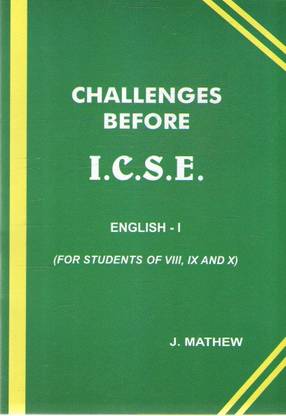 CHALLENGES
BEFORE
I.C.S.E.
ENGLISH - I
(FOR STUDENTS OF VIII, IX AND X)
J. MATHEW